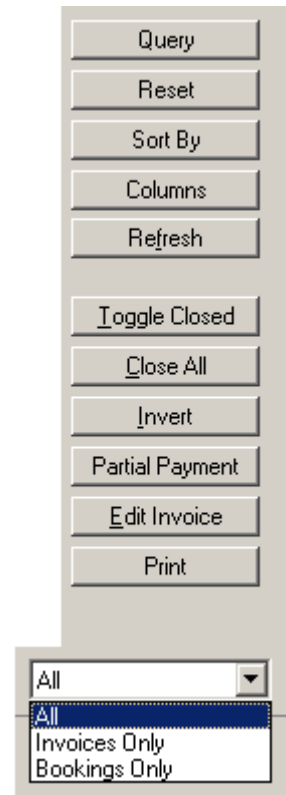 Query
Reset
Sort By
Columns
Refresh
Toggle Closed
Close All
Invert
Partial Payment
Edit Invoice
Print
All
All
Invoices Only
Bookings Only